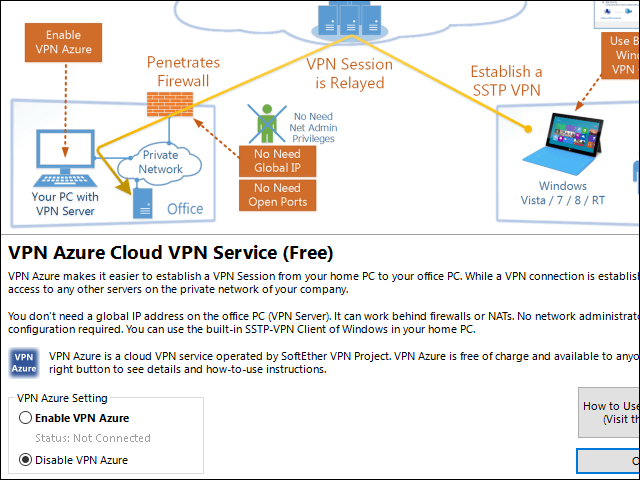 Enable
VPN Azure
Penetrates
Firewall
VPN Session
is Relayed
Establish a
SSTP VPN
Use B
Wind
VPN
No Need
Net Admin
Privileges
Private
Network
No Need
Global IP
No Need
Open Ports
Your PC with
VPN Server
Office
Windows
Vista / 7 / 8 / RT
VPN Azure Cloud VPN Service (Free)
VPN Azure makes it easier to establish a VPN Session from your home PC to your office PC. While a VPN connection is establis
access to any other servers on the private network of your company.
You don't need a global IP address on the office PC (VPN Server). It can work behind firewalls or NATs. No network administrato
configuration required. You can use the built-in SSTP-VPN Client of Windows in your home PC.
VPN
Azure
VPN Azure is a cloud VPN service operated by SoftEther VPN Project. VPN Azure is free of charge and available to anyo
right button to see details and how-to-use instructions.
VPN Azure Setting
Enable VPN Azure
Status: Not Connected
Disable VPN Azure
How to Use
(Visit th
O